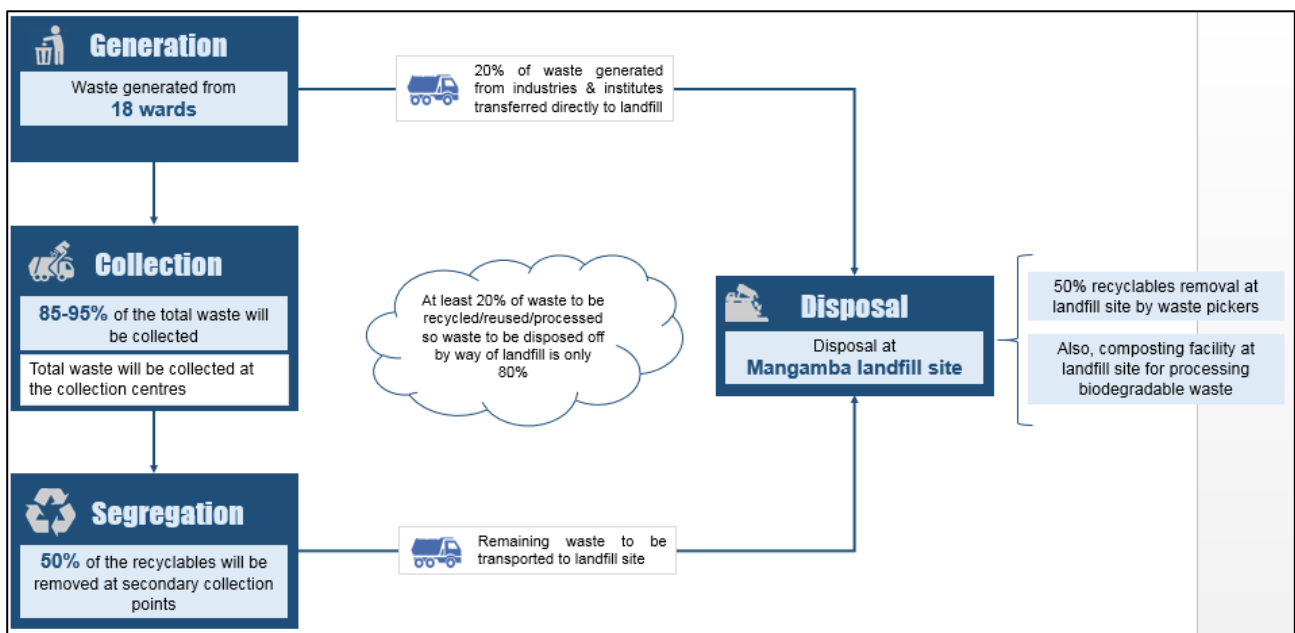 Generation
Waste generated from
18 wards
20% of waste generated
from industries & institutes
transferred directly to landfill
Collection
85-95% of the total waste will
be collected
Total waste will be collected at
the collection centres
At least 20% of waste to be
recycled/reused/processed
so waste to be disposed off
by way of landfill is only
80%
Disposal
Disposal at
Mangamba landfill site
50% recyclables removal at
landfill site by waste pickers
Also, composting facility at
landfill site for processing
biodegradable waste
Segregation
50% of the recyclables will be
removed at secondary collection
points
Remaining waste to be
transported to landfill site